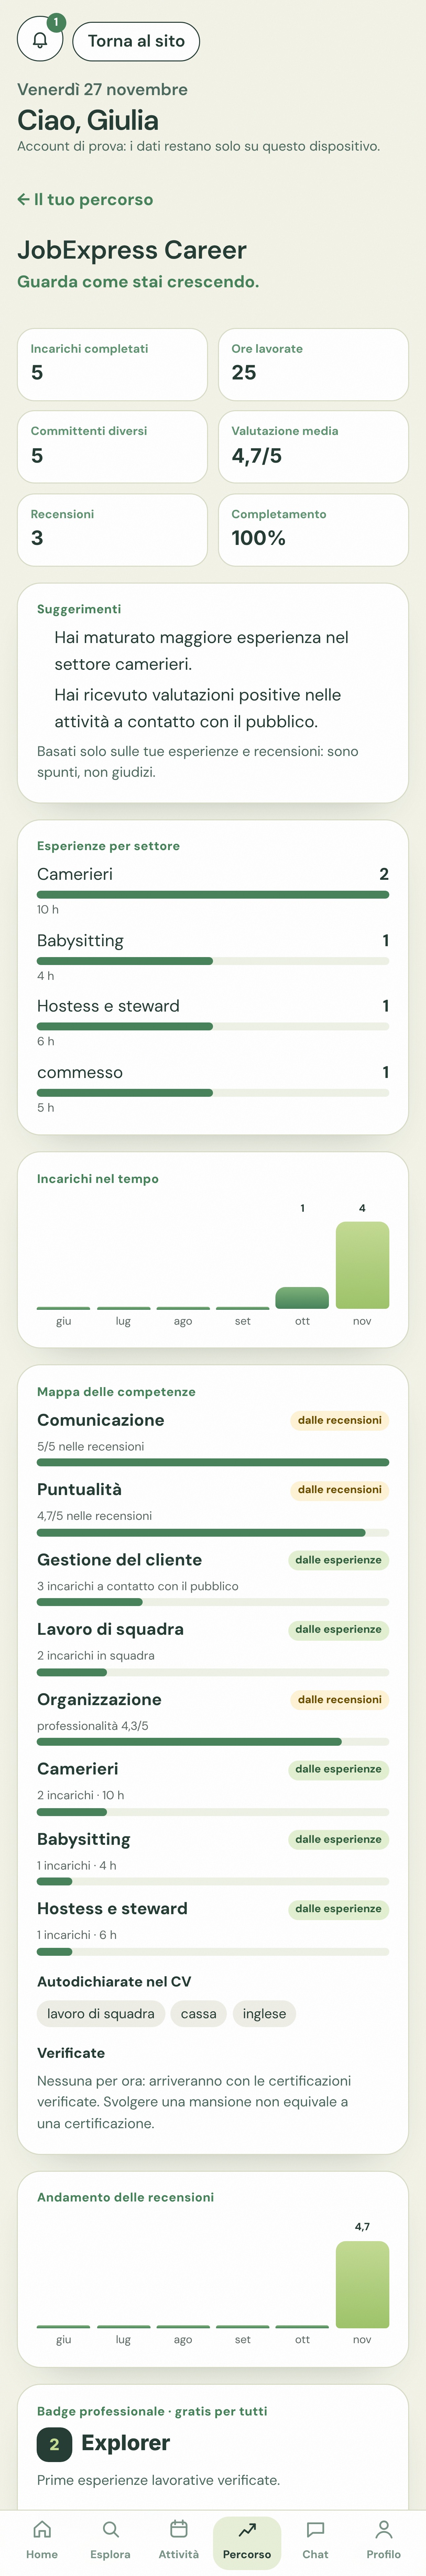 1
Torna al sito
Venerdì 27 novembre
Ciao, Giulia
Account di prova: i dati restano solo su questo dispositivo.
← Il tuo percorso
JobExpress Career
Guarda come stai crescendo.
Incarichi completati
5
Ore lavorate
25
Committenti diversi
5
Valutazione media
4,7/5
Recensioni
3
Completamento
100%
Suggerimenti
Hai maturato maggiore esperienza nel
settore camerieri.
Hai ricevuto valutazioni positive nelle
attività a contatto con il pubblico.
Basati solo sulle tue esperienze e recensioni: sono
spunti, non giudizi.
Esperienze per settore
Camerieri 2
10 h
Babysitting 1
4 h
Hostess e steward 1
6 h
commesso 1
5 h
Incarichi nel tempo
1 4
giu lug ago set ott nov
Mappa delle competenze
Comunicazione dalle recensioni
5/5 nelle recensioni
Puntualità dalle recensioni
4,7/5 nelle recensioni
Gestione del cliente dalle esperienze
3 incarichi a contatto con il pubblico
Lavoro di squadra dalle esperienze
2 incarichi in squadra
Organizzazione dalle recensioni
professionalità 4,3/5
Camerieri dalle esperienze
2 incarichi · 10 h
Babysitting dalle esperienze
1 incarichi · 4 h
Hostess e steward dalle esperienze
1 incarichi · 6 h
Autodichiarate nel CV
lavoro di squadra cassa inglese
Verificate
Nessuna per ora: arriveranno con le certificazioni
verificate. Svolgere una mansione non equivale a
una certificazione.
Andamento delle recensioni
4,7
giu lug ago set ott nov
Badge professionale · gratis per tutti
2 Explorer
Prime esperienze lavorative verificate.
Home Esplora Attività Percorso Chat Profilo